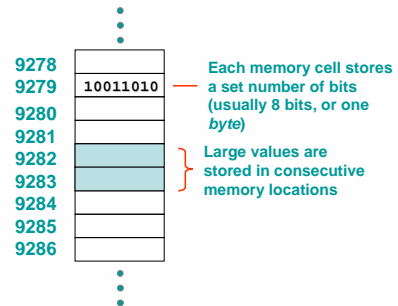 9278
9279
10011010
9280
9281
9282
9283
9284
9285
9286
Each memory cell stores
a set number of bits
(usually 8 bits, or one
byte)
Large values are
stored in consecutive
memory locations